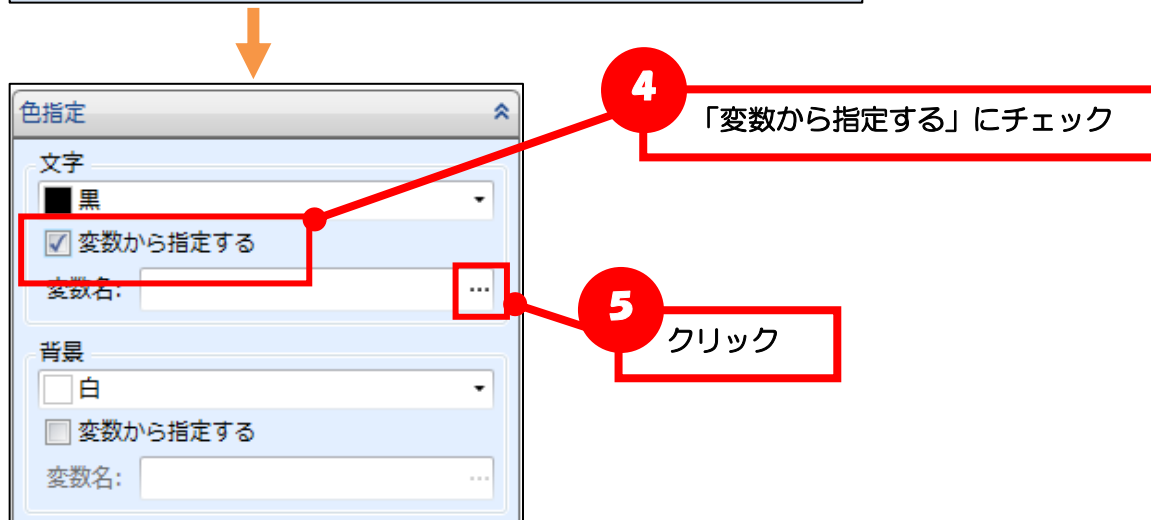 色指定
文字
黒
変数から指定する
変数名:
...
背景
白
変数から指定する
変数名:
...
4
「変数から指定する」にチェック
5
クリック